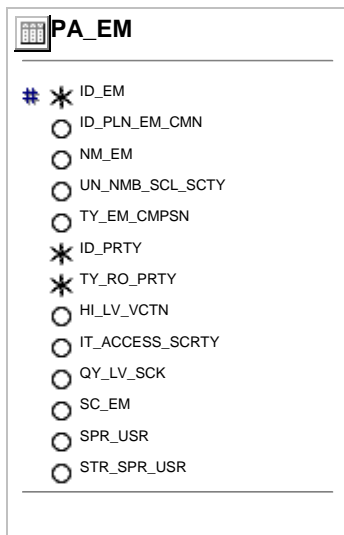 PA_EM
# * ID_EM
ID_PLN_EM_CMN
NM_EM
UN_NMB_SCL_SCTY
TY_EM_CMPSN
* ID_PRTY
* TY_RO_PRTY
HI_LV_VCTN
IT_ACCESS_SCRTY
QY_LV_SCK
SC_EM
SPR_USR
STR_SPR_USR